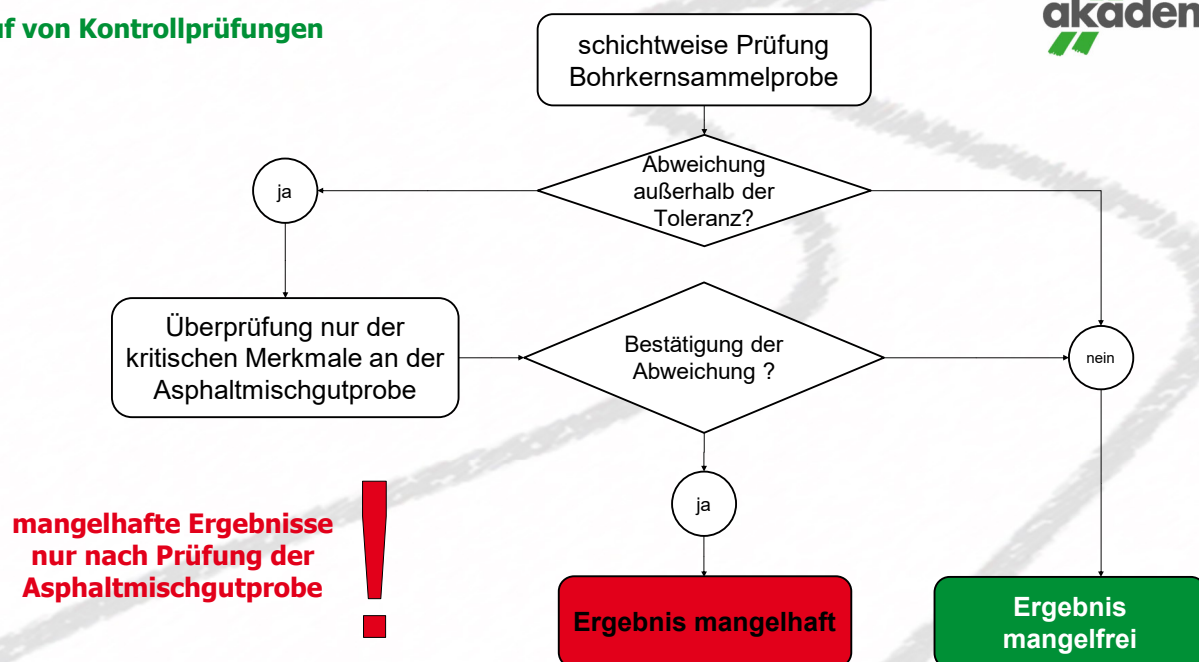 von Kontrollprüfungen
schichtweise Prüfung
Bohrkernsammelprobe
Abweichung
außerhalb der
Toleranz?
ja
Überprüfung nur der
kritischen Merkmale an der
Asphaltmischgutprobe
Bestätigung der
Abweichung ?
nein
ja
mangelhafte Ergebnisse
nur nach Prüfung der
Asphaltmischgutprobe
!
Ergebnis mangelhaft
Ergebnis
mangelfrei